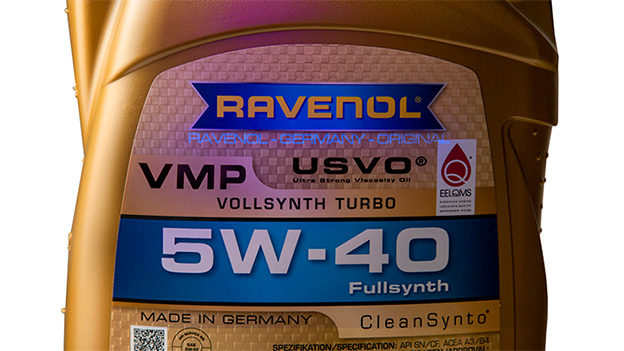 RAVENOL®
RAVENOL - GERMANY - ORIGINAL
VMP USVO®
Ultra Strong Viscosity Oil
VOLLSYNTH TURBO
EELQMS
5W-40
Fullsynth
MADE IN GERMANY CleanSynto®
SPEZIFIKATION/SPECIFICATION: API SN/CF, ACEA A3/B4